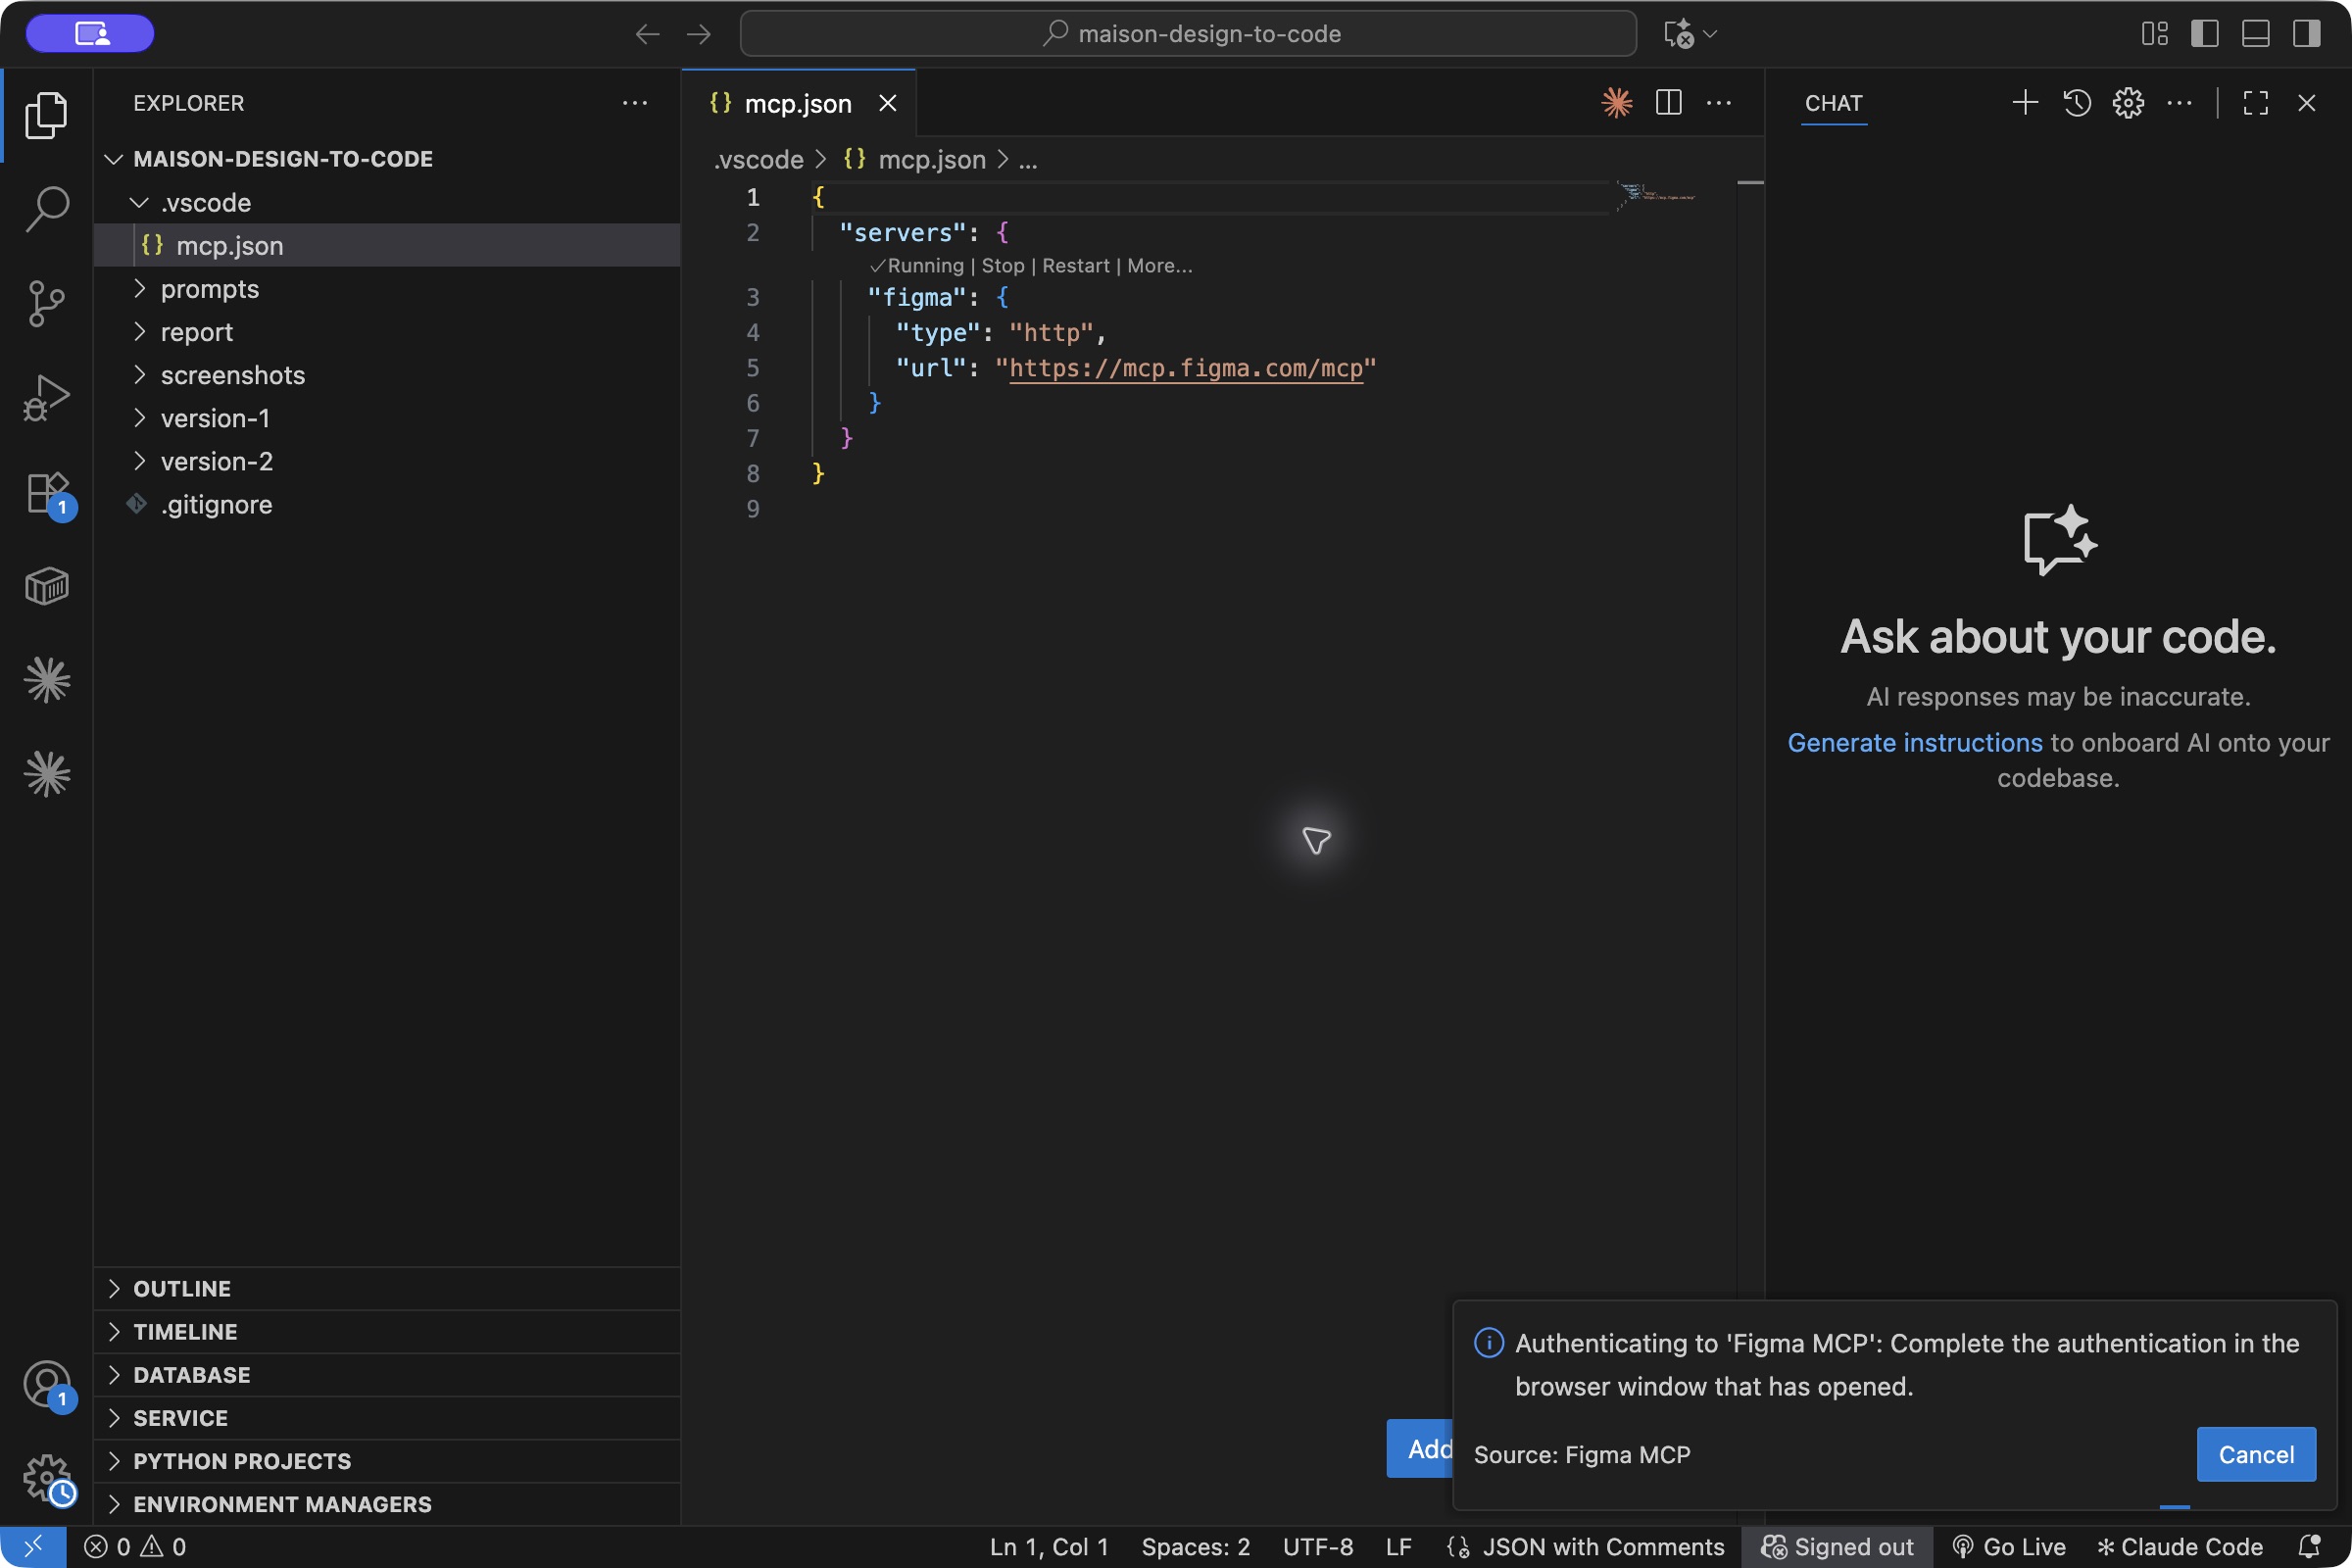 maison-design-to-code
EXPLORER
MAISON-DESIGN-TO-CODE
.vscode
mcp.json
prompts
report
screenshots
version-1
version-2
.gitignore
OUTLINE
TIMELINE
DATABASE
SERVICE
PYTHON PROJECTS
ENVIRONMENT MANAGERS
1
1
{} mcp.json
.vscode > {} mcp.json > ...
1 {
2 "servers": {
✓Running | Stop | Restart | More...
3 "figma": {
4 "type": "http",
5 "url": "https://mcp.figma.com/mcp"
6 }
7 }
8 }
9
CHAT
Ask about your code.
AI responses may be inaccurate.
Generate instructions to onboard AI onto your
codebase.
Add
Authenticating to 'Figma MCP': Complete the authentication in the
browser window that has opened.
Source: Figma MCP
Cancel
0 0
Ln 1, Col 1 Spaces: 2 UTF-8 LF JSON with Comments Signed out Go Live Claude Code